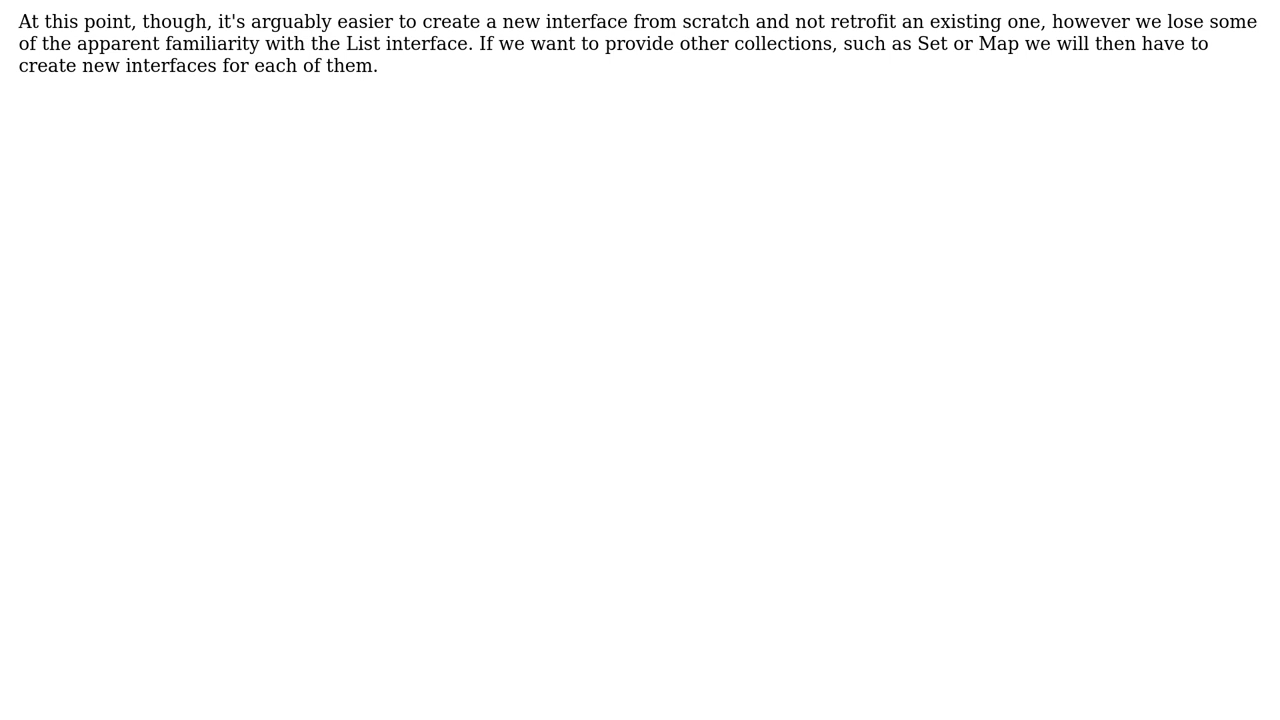 At this point, though, it's arguably easier to create a new interface from scratch and not retrofit an existing one, however we lose some
of the apparent familiarity with the List interface. If we want to provide other collections, such as Set or Map we will then have to
create new interfaces for each of them.